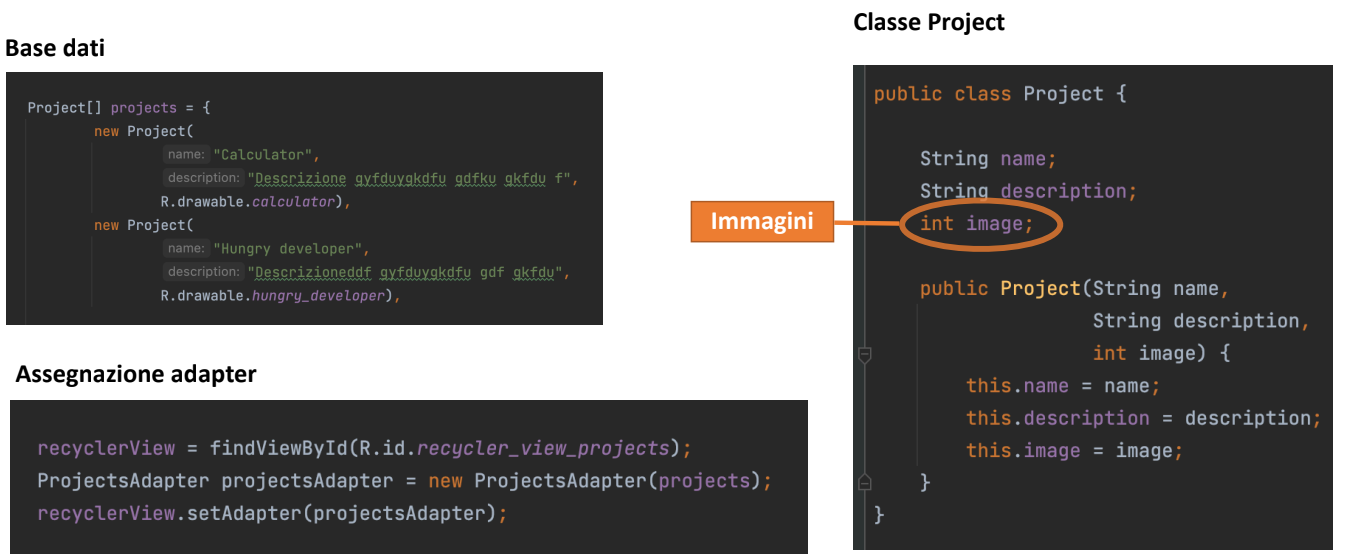 Base dati
Project[] projects = {
new Project(
name: "Calculator",
description: "Descrizione gyfduygkdfu gdfku gkfdu f",
R.drawable.calculator),
new Project(
name: "Hungry developer",
description: "Descrizioneddf gyfduygkdfu gdf gkfdu",
R.drawable.hungry_developer),
Assegnazione adapter
recyclerView = findViewById(R.id.recycler_view_projects);
ProjectsAdapter projectsAdapter = new ProjectsAdapter(projects);
recyclerView.setAdapter(projectsAdapter);
Immagini
Classe Project
public class Project {
String name;
String description;
int image;
public Project(String name,
String description,
int image) {
this.name = name;
this.description = description;
this.image = image;
}
}